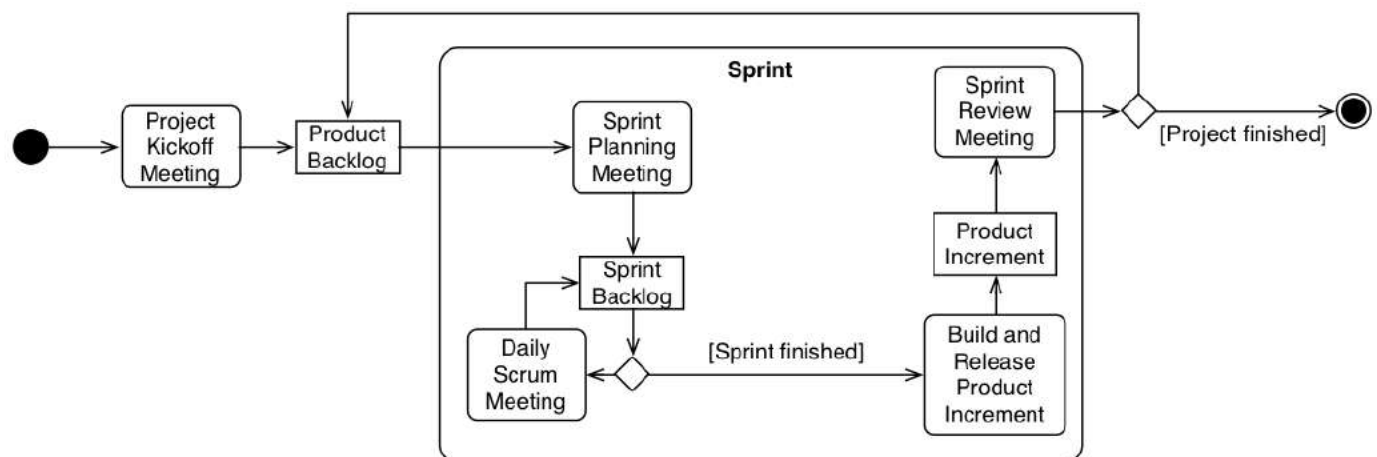 Sprint
Project
Kickoff
Meeting
Product
Backlog
Sprint
Planning
Meeting
Sprint
Backlog
Daily
Scrum
Meeting
[Sprint finished]
Build and
Release
Product
Increment
Product
Increment
Sprint
Review
Meeting
[Project finished]